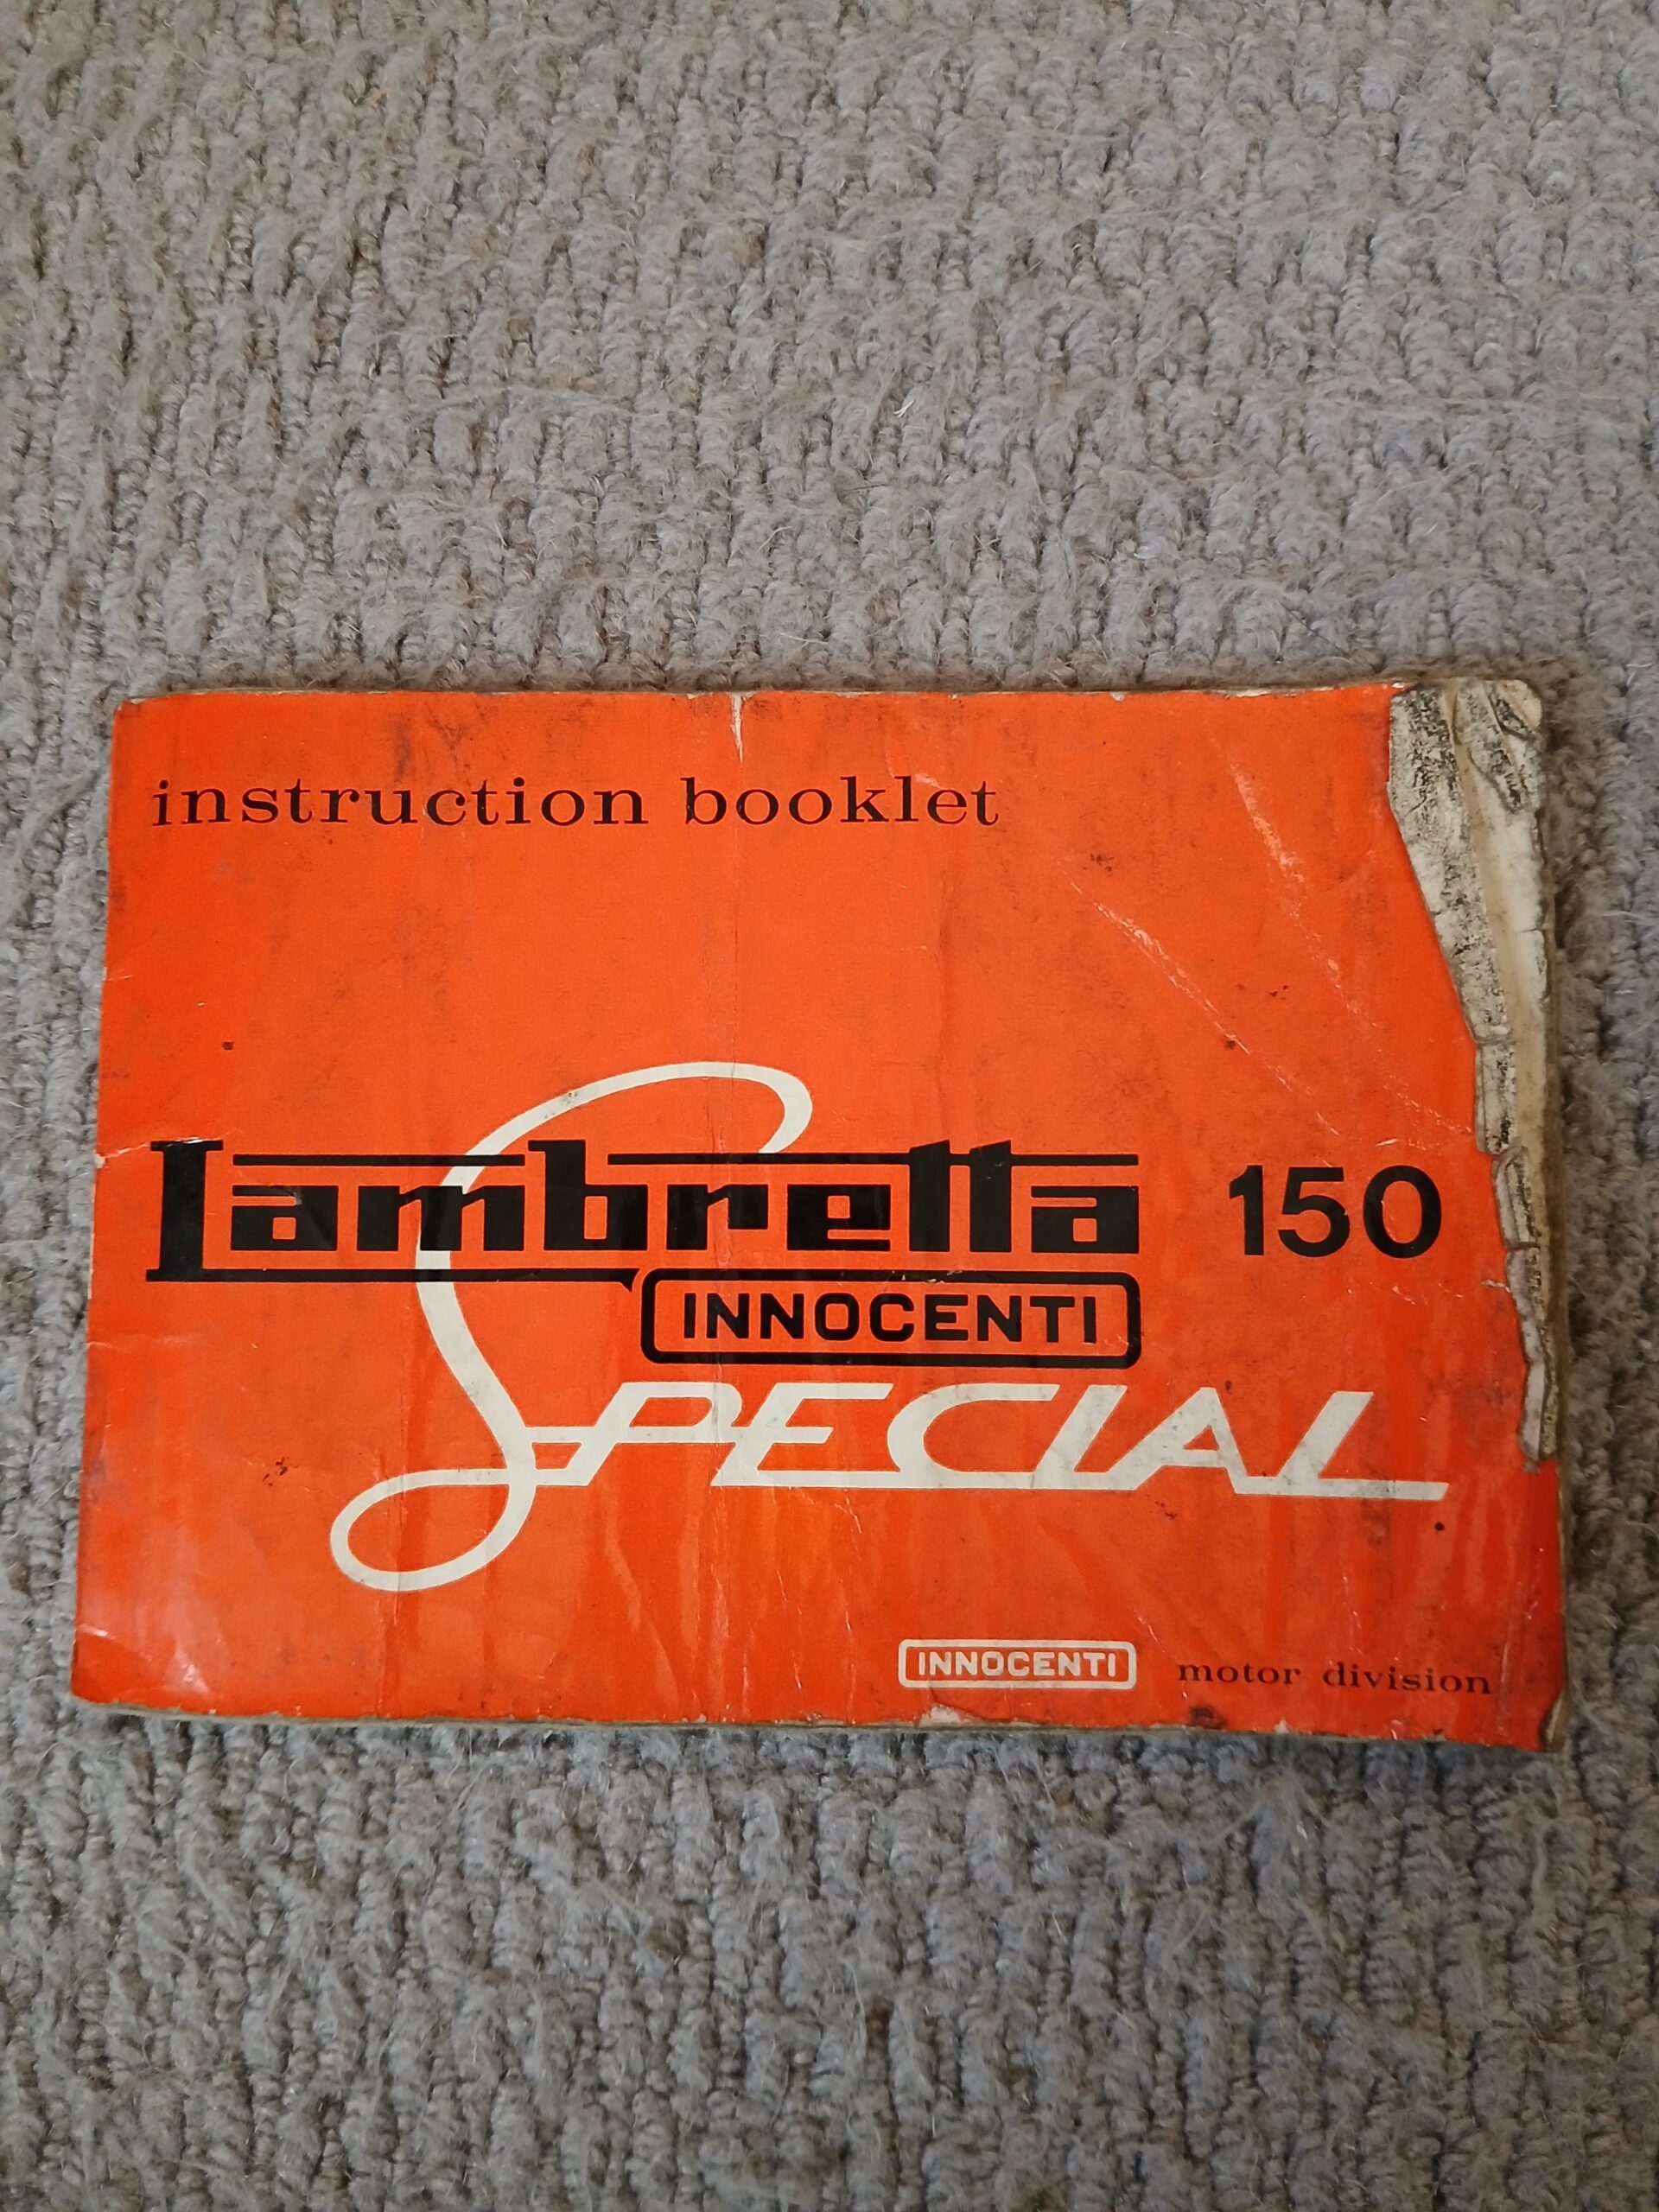 instruction booklet
Lambretta 150
INNOCENTI
SPECIAL
INNOCENTI motor division